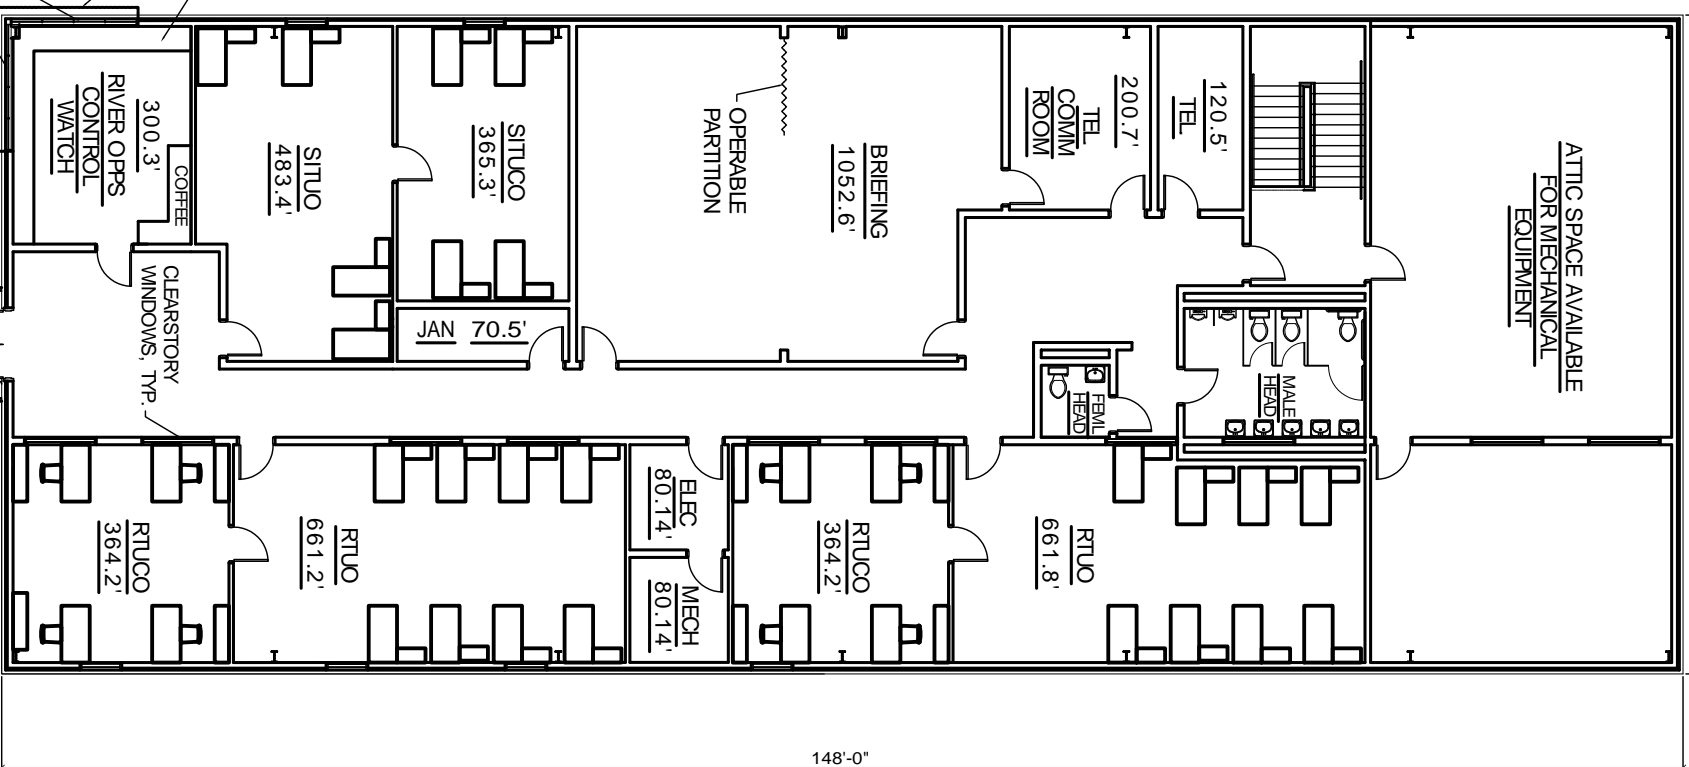 RIVER OPPS
CONTROL
WATCH
300.3'
COFFEE
SITUO
483.4'
SITUCO
365.3'
OPERABLE
PARTITION
BRIEFING
1052.6'
TEL
COMM
ROOM
200.7'
TEL
120.5'
ATTIC SPACE AVAILABLE
FOR MECHANICAL
EQUIPMENT
CLEARSTORY
WINDOWS, TYP.
JAN 70.5'
FEML
HEAD
MALE
HEAD
RTUCO
364.2'
RTUO
661.2'
ELEC
80.14'
MECH
80.14'
RTUCO
364.2'
RTUO
661.8'
148'-0"